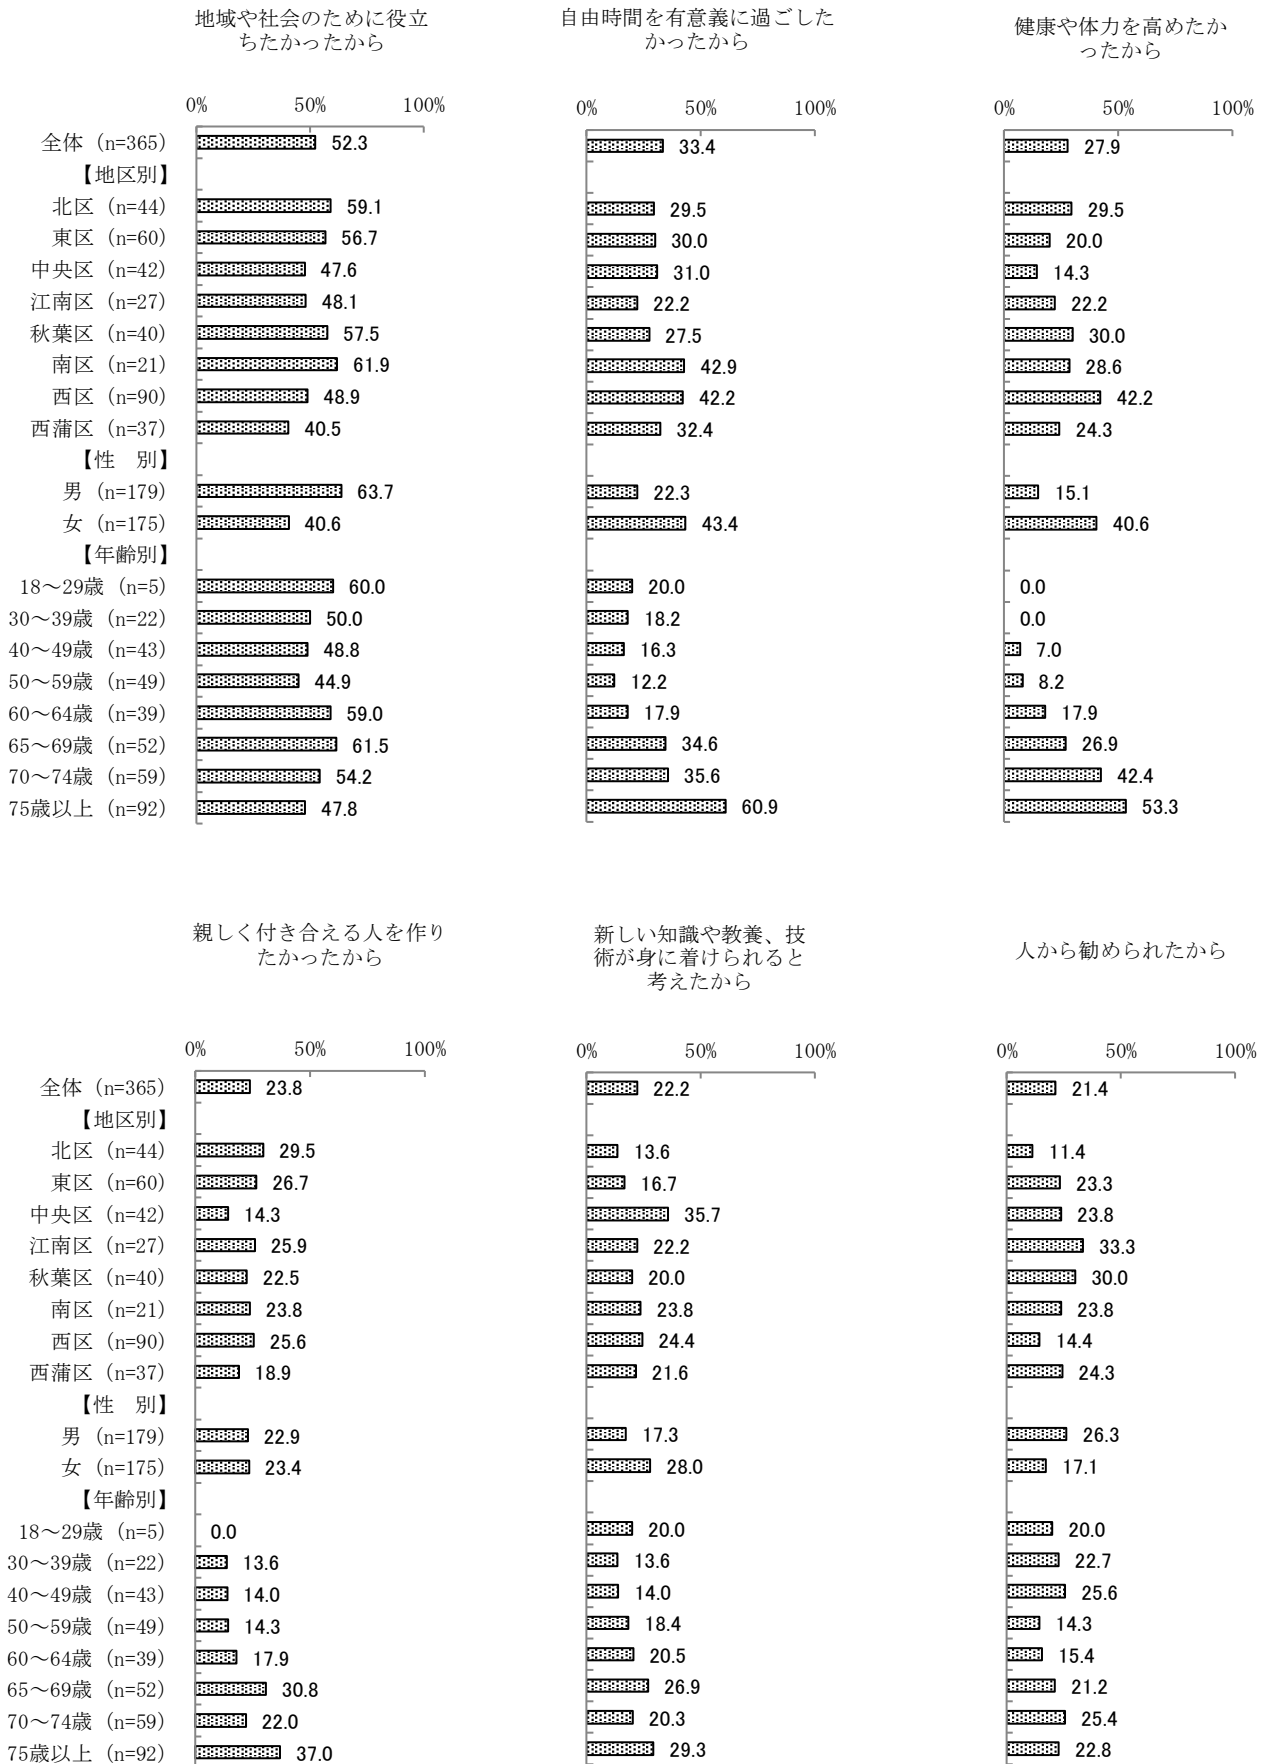 地域や社会のために役立
ちたかったから
0% 50% 100%
全体 (n=365) 52.3
【地区別】
北区 (n=44) 59.1
東区 (n=60) 56.7
中央区 (n=42) 47.6
江南区 (n=27) 48.1
秋葉区 (n=40) 57.5
南区 (n=21) 61.9
西区 (n=90) 48.9
西蒲区 (n=37) 40.5
【性　別】
男 (n=179) 63.7
女 (n=175) 40.6
【年齢別】
18～29歳 (n=5) 60.0
30～39歳 (n=22) 50.0
40～49歳 (n=43) 48.8
50～59歳 (n=49) 44.9
60～64歳 (n=39) 59.0
65～69歳 (n=52) 61.5
70～74歳 (n=59) 54.2
75歳以上 (n=92) 47.8
自由時間を有意義に過ごした
かったから
0% 50% 100%
33.4
29.5
30.0
31.0
22.2
27.5
42.9
42.2
32.4
22.3
43.4
20.0
18.2
16.3
12.2
17.9
34.6
35.6
60.9
健康や体力を高めたか
ったから
0% 50% 100%
27.9
29.5
20.0
14.3
22.2
30.0
28.6
42.2
24.3
15.1
40.6
0.0
0.0
7.0
8.2
17.9
26.9
42.4
53.3
親しく付き合える人を作り
たかったから
0% 50% 100%
全体 (n=365) 23.8
【地区別】
北区 (n=44) 29.5
東区 (n=60) 26.7
中央区 (n=42) 14.3
江南区 (n=27) 25.9
秋葉区 (n=40) 22.5
南区 (n=21) 23.8
西区 (n=90) 25.6
西蒲区 (n=37) 18.9
【性　別】
男 (n=179) 22.9
女 (n=175) 23.4
【年齢別】
18～29歳 (n=5) 0.0
30～39歳 (n=22) 13.6
40～49歳 (n=43) 14.0
50～59歳 (n=49) 14.3
60～64歳 (n=39) 17.9
65～69歳 (n=52) 30.8
70～74歳 (n=59) 22.0
75歳以上 (n=92) 37.0
新しい知識や教養、技
術が身に着けられると
考えたから
0% 50% 100%
22.2
13.6
16.7
35.7
22.2
20.0
23.8
24.4
21.6
17.3
28.0
20.0
13.6
14.0
18.4
20.5
26.9
20.3
29.3
人から勧められたから
0% 50% 100%
21.4
11.4
23.3
23.8
33.3
30.0
23.8
14.4
24.3
26.3
17.1
20.0
22.7
25.6
14.3
15.4
21.2
25.4
22.8